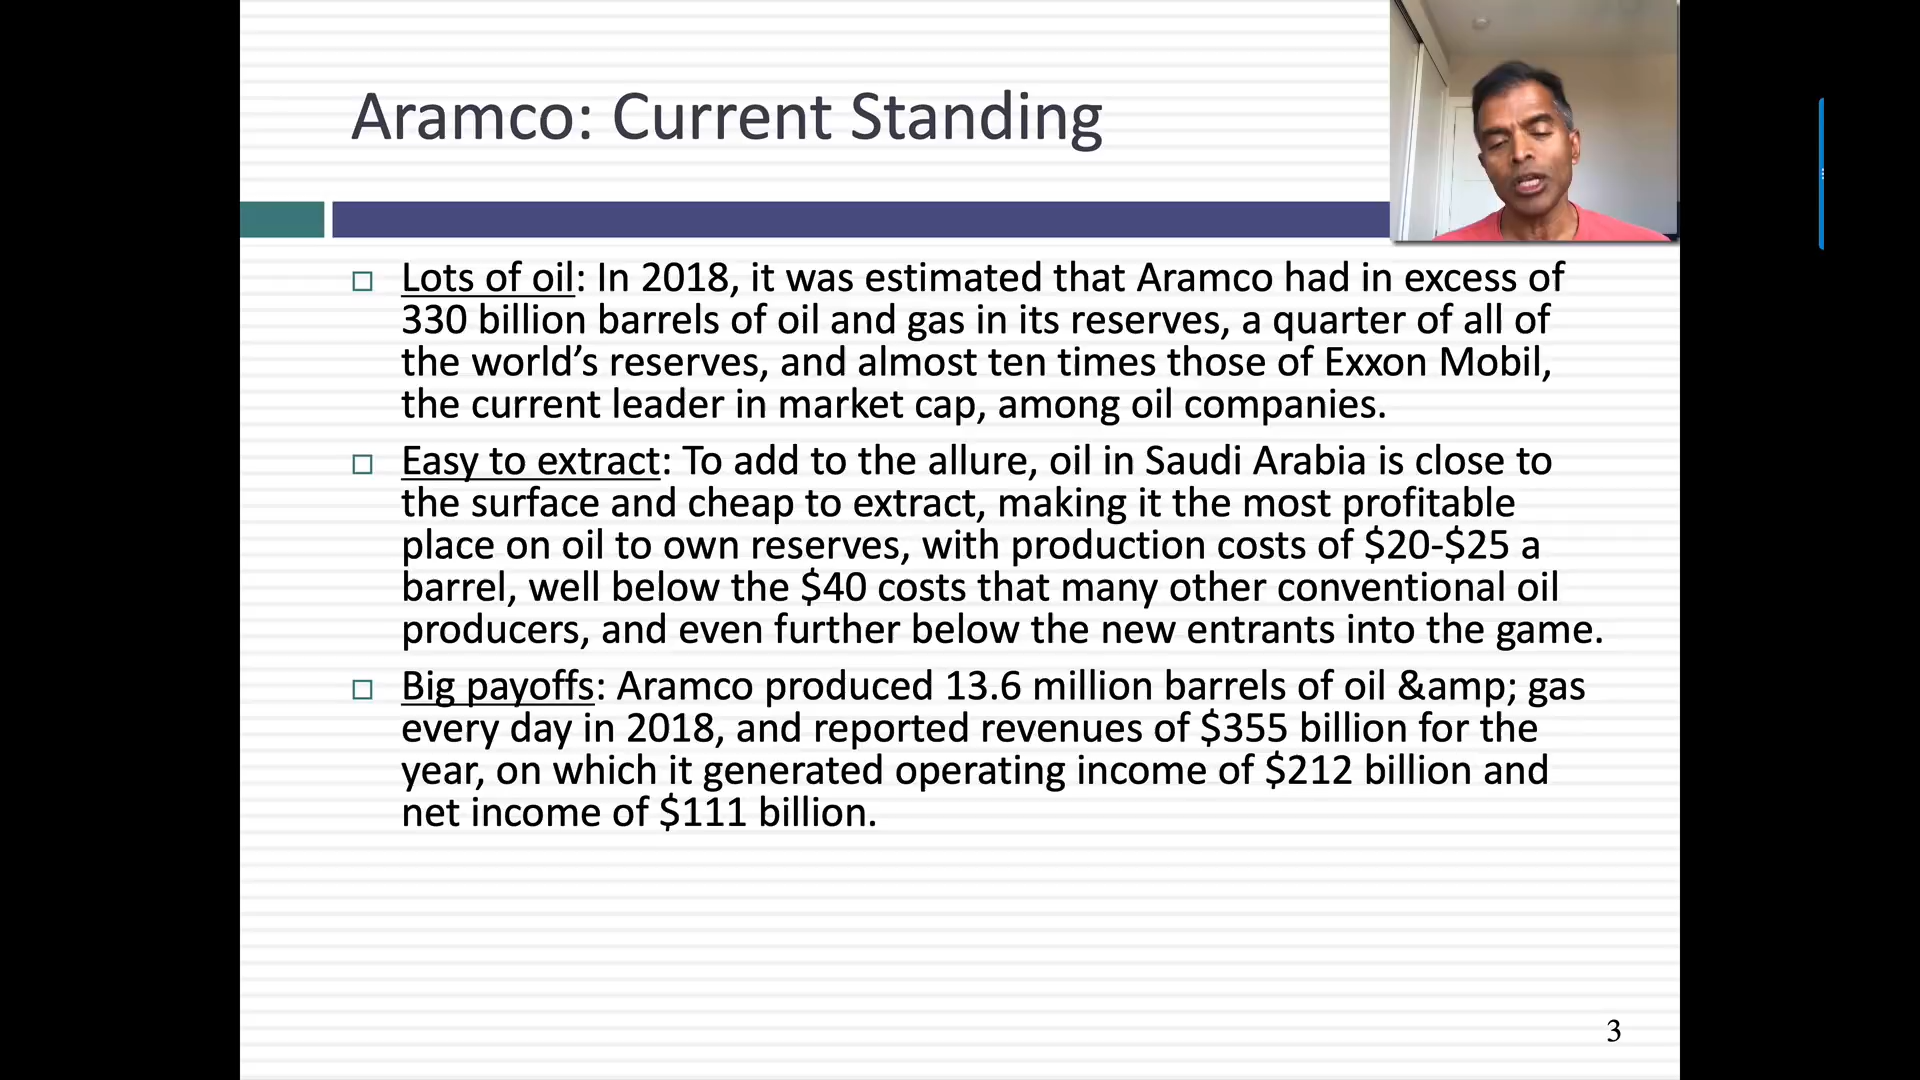 Aramco: Current Standing
Lots of oil: In 2018, it was estimated that Aramco had in excess of
330 billion barrels of oil and gas in its reserves, a quarter of all of
the world’s reserves, and almost ten times those of Exxon Mobil,
the current leader in market cap, among oil companies.
Easy to extract: To add to the allure, oil in Saudi Arabia is close to
the surface and cheap to extract, making it the most profitable
place on oil to own reserves, with production costs of $20-$25 a
barrel, well below the $40 costs that many other conventional oil
producers, and even further below the new entrants into the game.
Big payoffs: Aramco produced 13.6 million barrels of oil &amp; gas
every day in 2018, and reported revenues of $355 billion for the
year, on which it generated operating income of $212 billion and
net income of $111 billion.
3